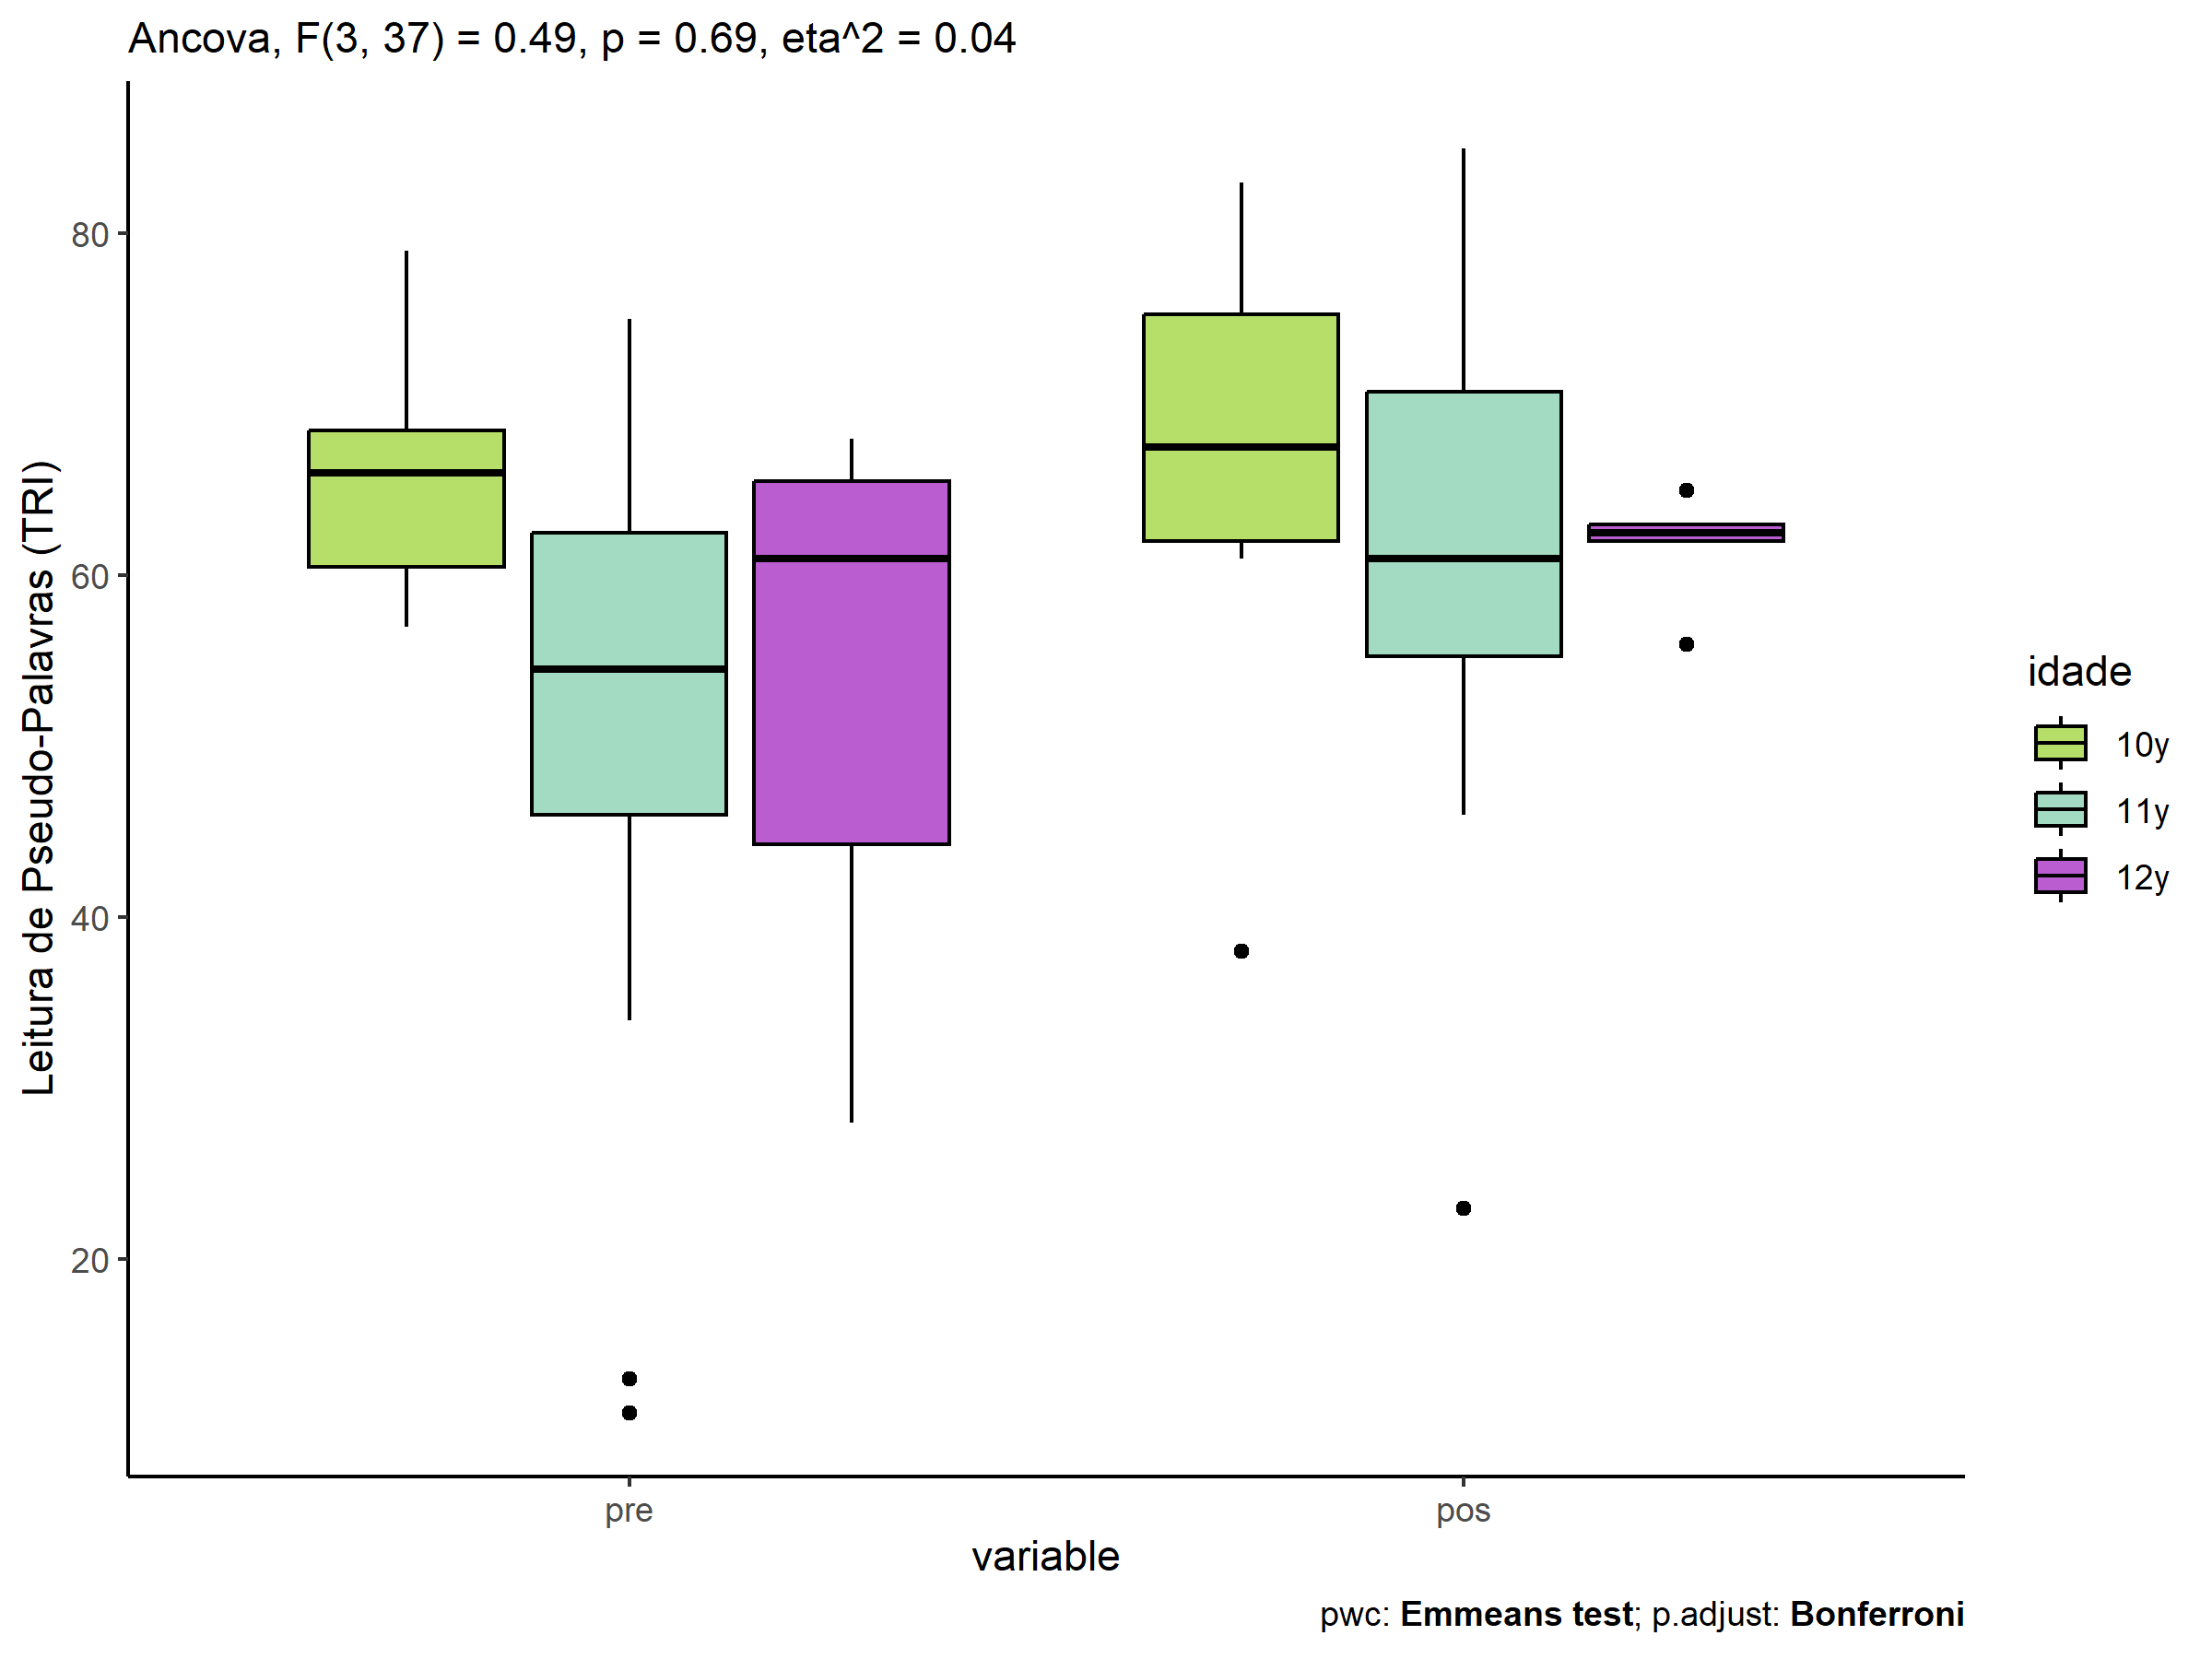 Ancova, F(3, 37) = 0.49, p = 0.69, eta^2 = 0.04
Leitura de Pseudo-Palavras (TRI)
80
60
40
20
pre
pos
variable
idade
10y
11y
12y
pwc: Emmeans test; p.adjust: Bonferroni